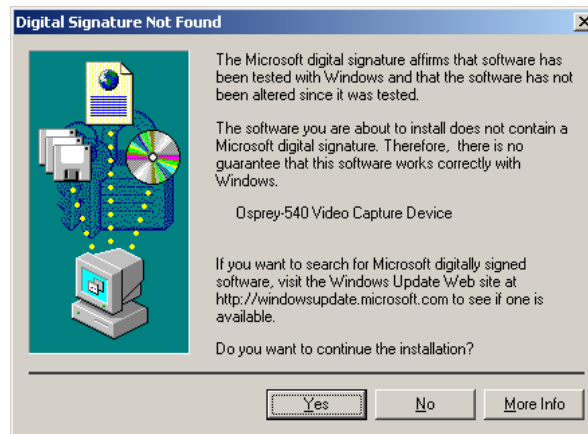 Digital Signature Not Found
The Microsoft digital signature affirms that software has
been tested with Windows and that the software has not
been altered since it was tested.
The software you are about to install does not contain a
Microsoft digital signature. Therefore, there is no
guarantee that this software works correctly with
Windows.
Osprey-540 Video Capture Device
If you want to search for Microsoft digitally signed
software, visit the Windows Update Web site at
http://windowsupdate.microsoft.com to see if one is
available.
Do you want to continue the installation?
Yes No More Info